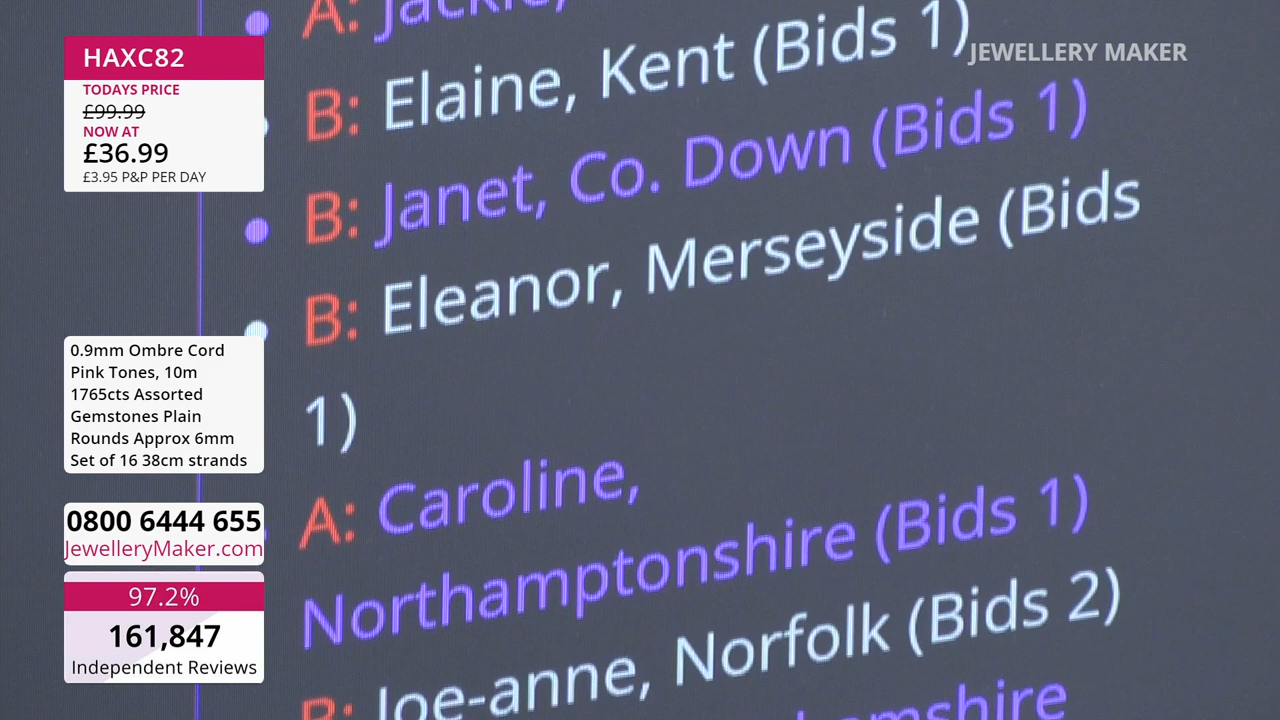 HAXC82
TODAYS PRICE
£99.99
NOW AT
£36.99
£3.95 P&P PER DAY
0.9mm Ombre Cord
Pink Tones, 10m
1765cts Assorted
Gemstones Plain
Rounds Approx 6mm
Set of 16 38cm strands
0800 6444 655
JewelleryMaker.com
97.2%
161,847
Independent Reviews
JEWELLERY MAKER
A: Jackie,
B: Elaine, Kent (Bids 1)
B: Janet, Co. Down (Bids 1)
B: Eleanor, Merseyside (Bids
1)
A: Caroline,
Northamptonshire (Bids 1)
B: Joe-anne, Norfolk (Bids 2)